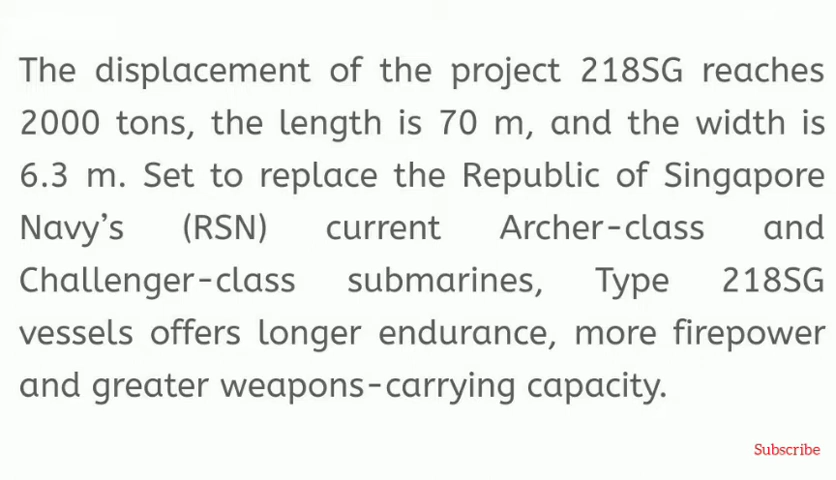 The displacement of the project 218SG reaches
2000 tons, the length is 70 m, and the width is
6.3 m. Set to replace the Republic of Singapore
Navy’s (RSN) current Archer-class and
Challenger-class submarines, Type 218SG
vessels offers longer endurance, more firepower
and greater weapons-carrying capacity.
Subscribe